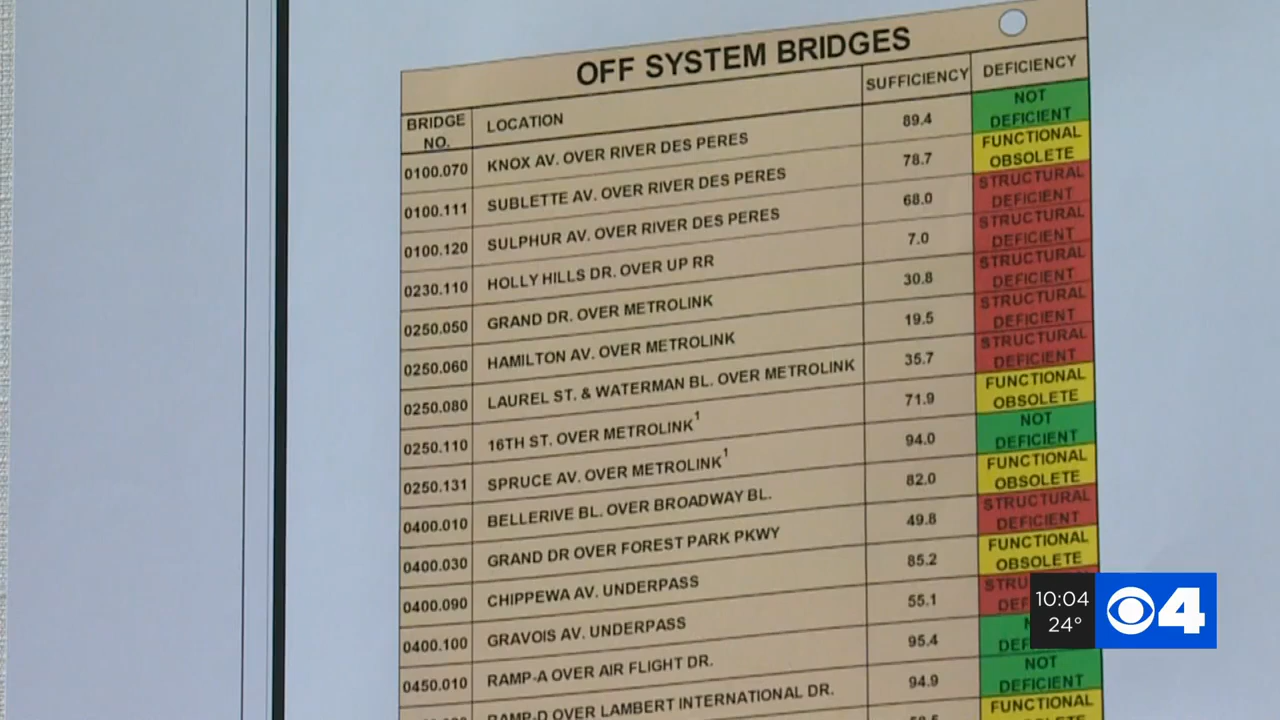 OFF SYSTEM BRIDGES
BRIDGE NO. LOCATION SUFFICIENCY DEFICIENCY
0100.070 KNOX AV. OVER RIVER DES PERES 89.4 NOT DEFICIENT
0100.111 SUBLETTE AV. OVER RIVER DES PERES 78.7 FUNCTIONAL OBSOLETE
0100.120 SULPHUR AV. OVER RIVER DES PERES 68.0 STRUCTURAL DEFICIENT
0230.110 HOLLY HILLS DR. OVER UP RR 7.0 STRUCTURAL DEFICIENT
0250.050 GRAND DR. OVER METROLINK 30.8 STRUCTURAL DEFICIENT
0250.060 HAMILTON AV. OVER METROLINK 19.5 STRUCTURAL DEFICIENT
0250.080 LAUREL ST. & WATERMAN BL. OVER METROLINK 35.7 STRUCTURAL DEFICIENT
0250.110 16TH ST. OVER METROLINK¹ 71.9 FUNCTIONAL OBSOLETE
0250.131 SPRUCE AV. OVER METROLINK¹ 94.0 NOT DEFICIENT
0400.010 BELLERIVE BL. OVER BROADWAY BL. 82.0 FUNCTIONAL OBSOLETE
0400.030 GRAND DR OVER FOREST PARK PKWY 49.8 STRUCTURAL DEFICIENT
0400.090 CHIPPEWA AV. UNDERPASS 85.2 FUNCTIONAL OBSOLETE
0400.100 GRAVOIS AV. UNDERPASS 55.1
0450.010 RAMP-A OVER AIR FLIGHT DR. 95.4
RAMP-D OVER LAMBERT INTERNATIONAL DR. 94.9 NOT DEFICIENT
FUNCTIONAL
10:04
24°
4